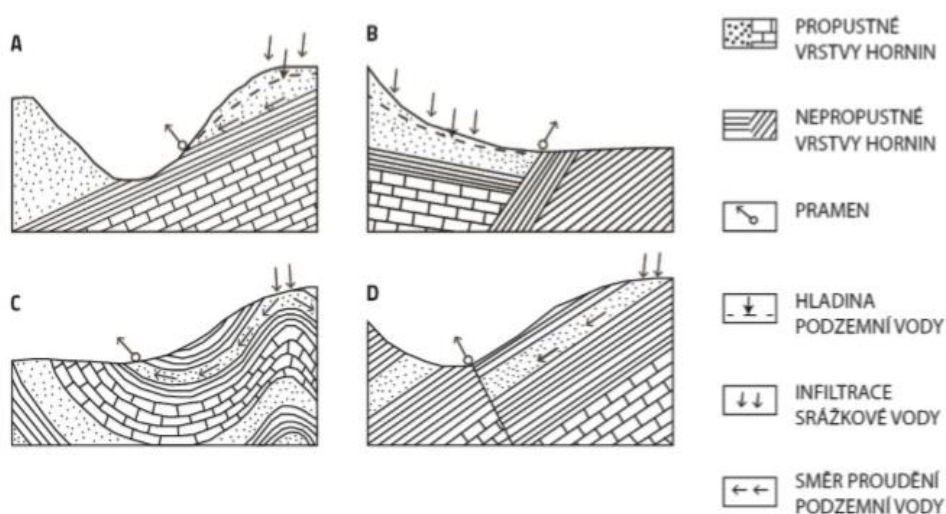 A
B
C
D
PROPUSTNÉ
VRSTVY HORNIN
NEPROPUSTNÉ
VRSTVY HORNIN
PRAMEN
HLADINA
PODZEMNÍ VODY
INFILTRACE
SRÁŽKOVÉ VODY
SMĚR PROUDĚNÍ
PODZEMNÍ VODY